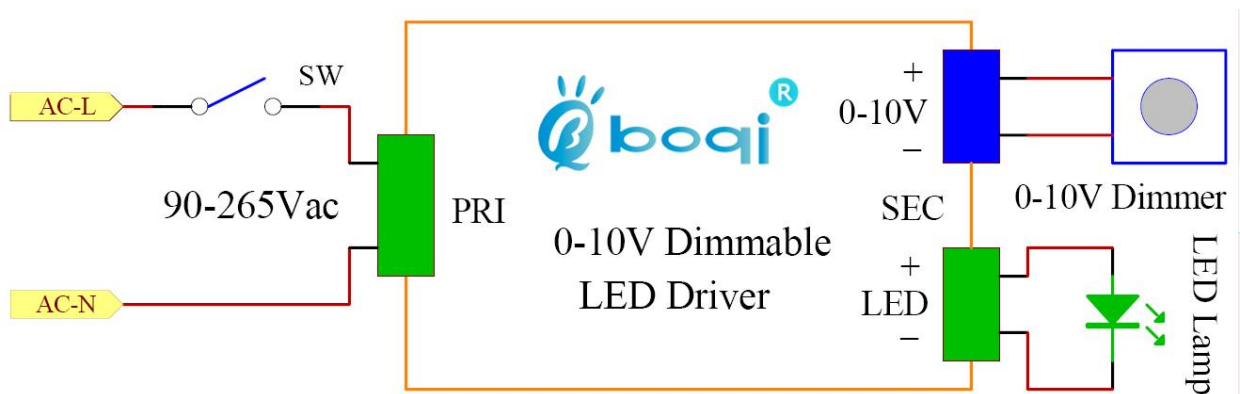 SW
AC-L
90-265Vac
AC-N
PRI
boqi ®
0-10V Dimmable
LED Driver
+
0-10V
−
SEC
+
LED
−
0-10V Dimmer
LED Lamp